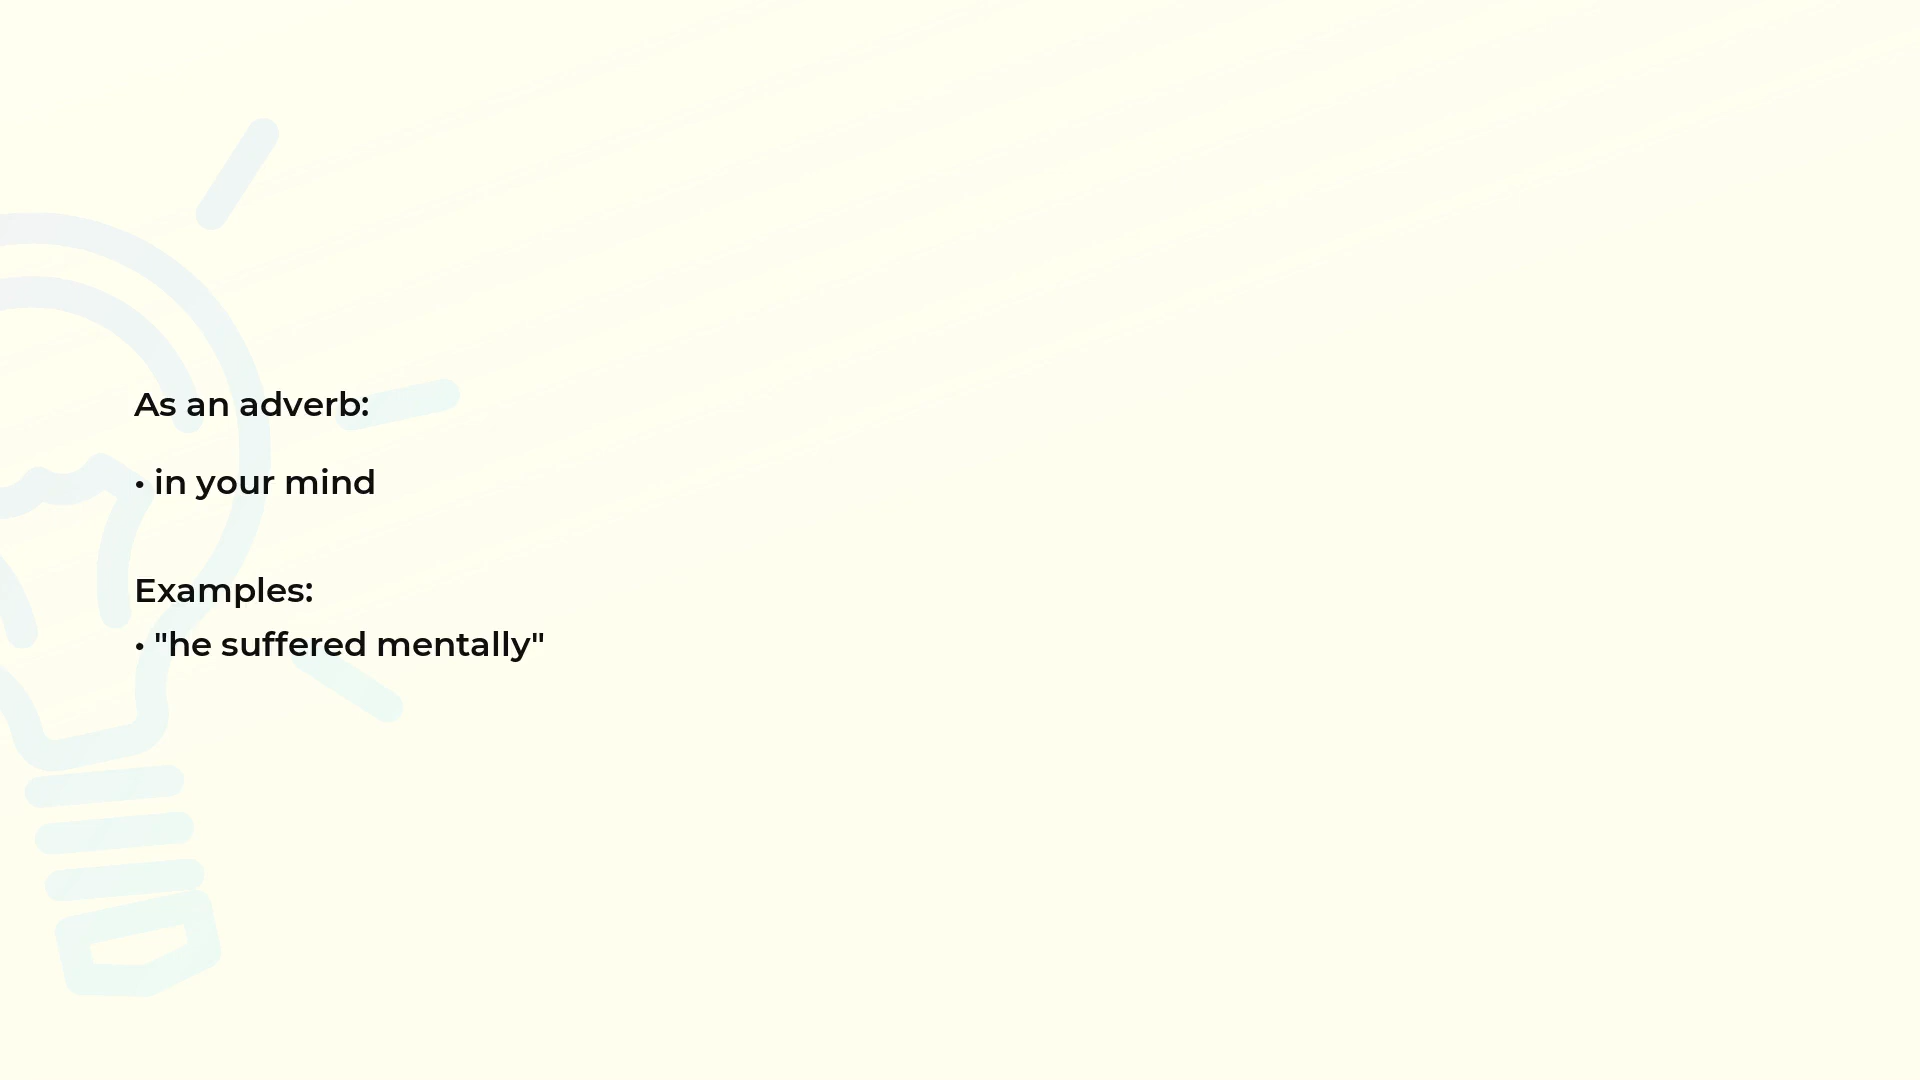 As an adverb:
• in your mind
Examples:
• "he suffered mentally"